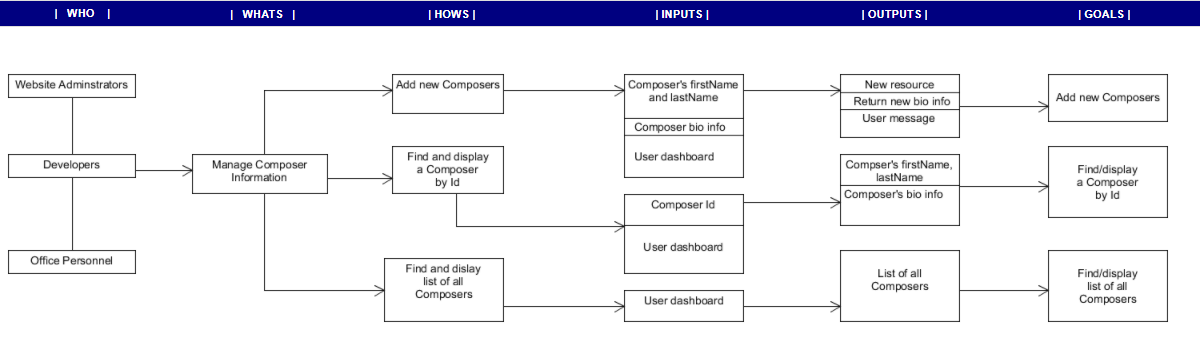 | WHO |
| WHATS |
| HOWS |
| INPUTS |
| OUTPUTS |
| GOALS |
Website Adminstrators
Developers
Office Personnel
Manage Composer
Information
Add new Composers
Find and display
a Composer
by Id
Find and dislay
list of all
Composers
Composer's firstName
and lastName
Composer bio info
User dashboard
Composer Id
User dashboard
User dashboard
New resource
Return new bio info
User message
Compser's firstName,
lastName
Composer's bio info
List of all
Composers
Add new Composers
Find/display
a Composer
by Id
Find/display
list of all
Composers